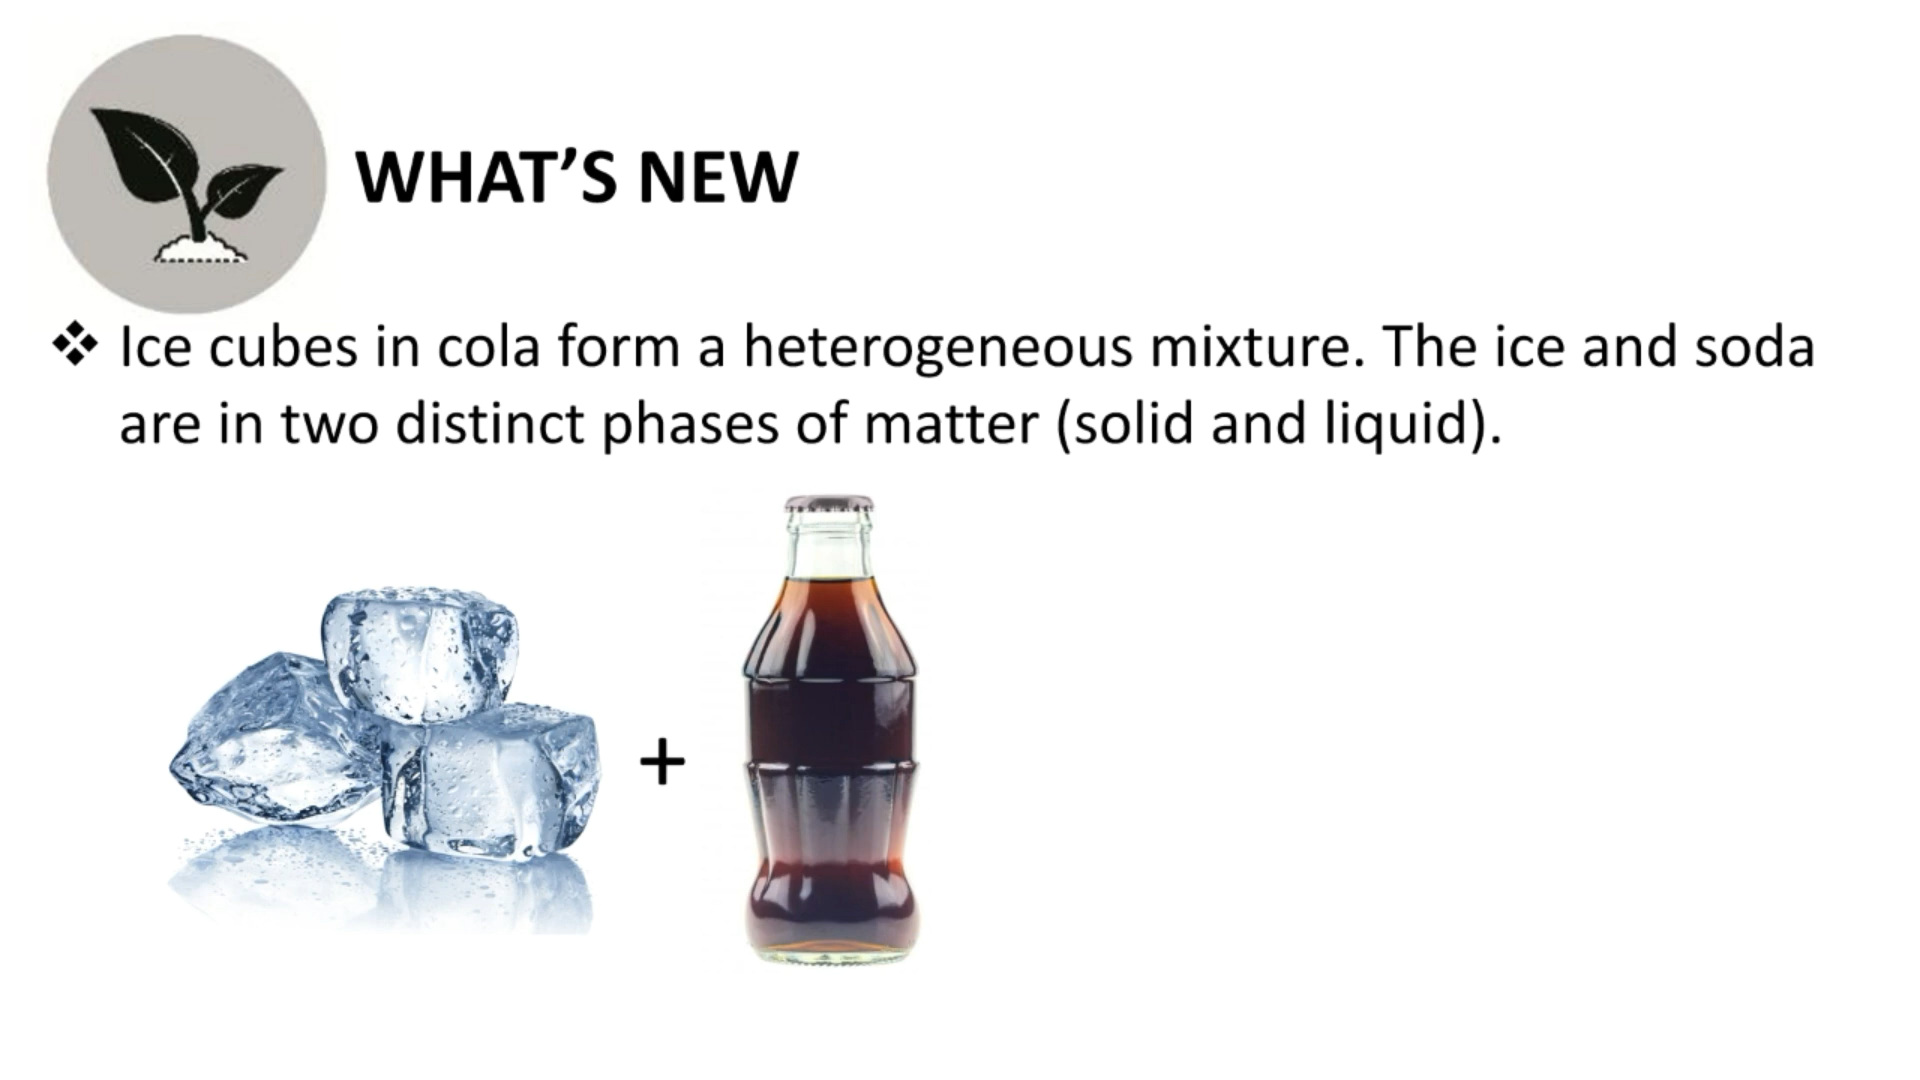 WHAT’S NEW
❖ Ice cubes in cola form a heterogeneous mixture. The ice and soda
are in two distinct phases of matter (solid and liquid).
+